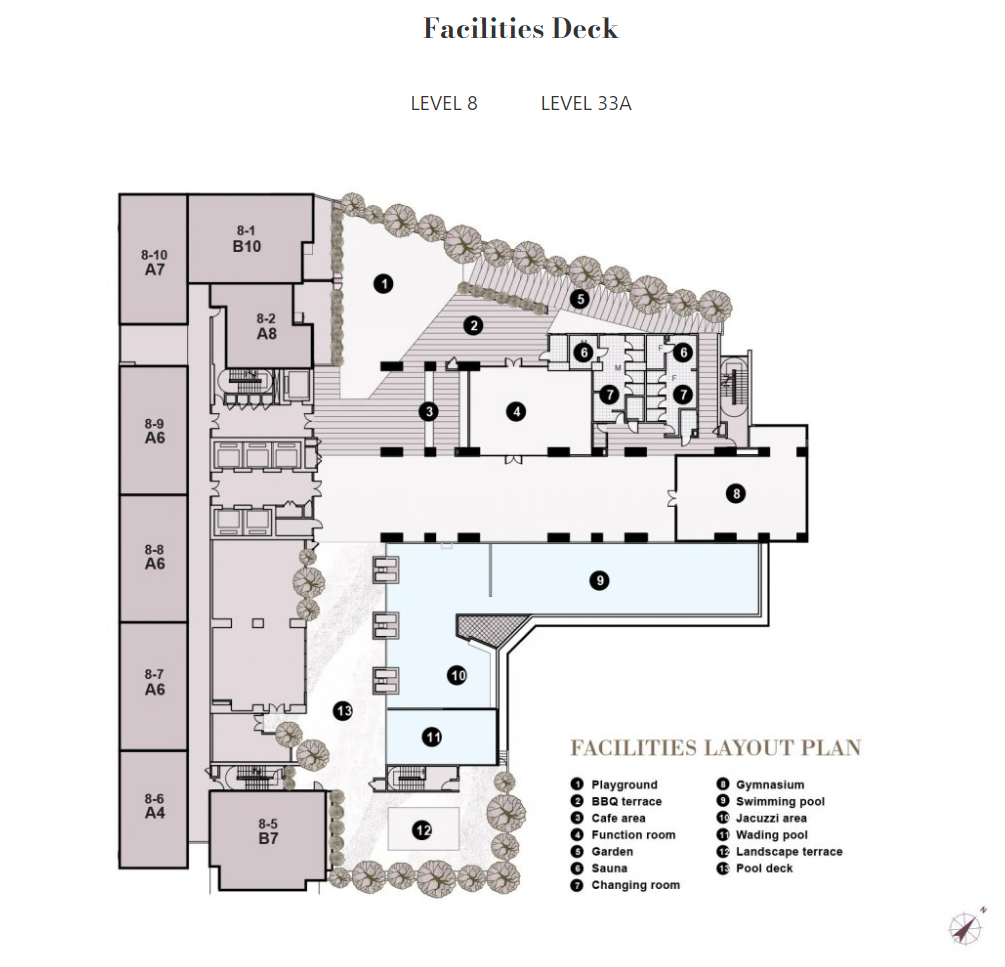 Facilities Deck
LEVEL 8 LEVEL 33A
8-1
B10
8-10
A7
1
5
8-2
A8
2
6 M 6
F
M F
7 7
3 4
8-9
A6
8
8-8
A6
9
8-7
A6
10
13
11
FACILITIES LAYOUT PLAN
1 Playground
2 BBQ terrace
3 Cafe area
4 Function room
5 Garden
6 Sauna
7 Changing room
8 Gymnasium
9 Swimming pool
10 Jacuzzi area
11 Wading pool
12 Landscape terrace
13 Pool deck
8-6
A4
8-5
B7
12
N